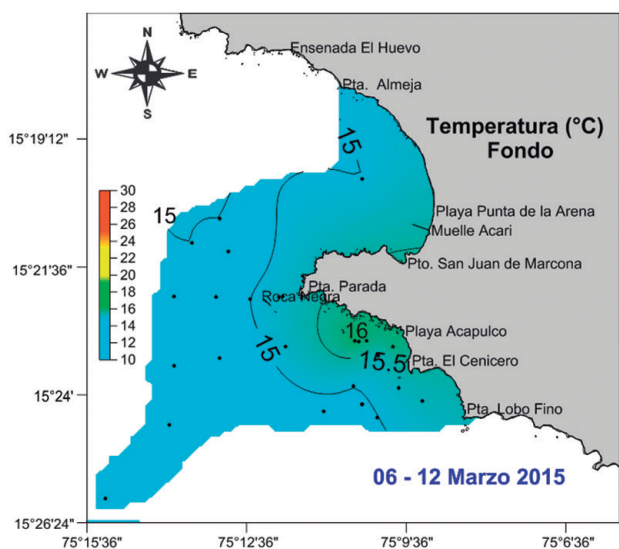 N
W E
S
Ensenada El Huevo
Pta. Almeja
15°19'12"
Temperatura (°C)
Fondo
15
30
28
26
24
22
20
18
16
14
12
10
15
Playa Punta de la Arena
Muelle Acari
15°21'36"
Pto. San Juan de Marcona
Pta. Parada
Roca Negra
16
Playa Acapulco
15
15.5
Pta. El Cenicero
15°24'
Pta. Lobo Fino
06 - 12 Marzo 2015
15°26'24"
75°15'36" 75°12'36" 75°9'36" 75°6'36"